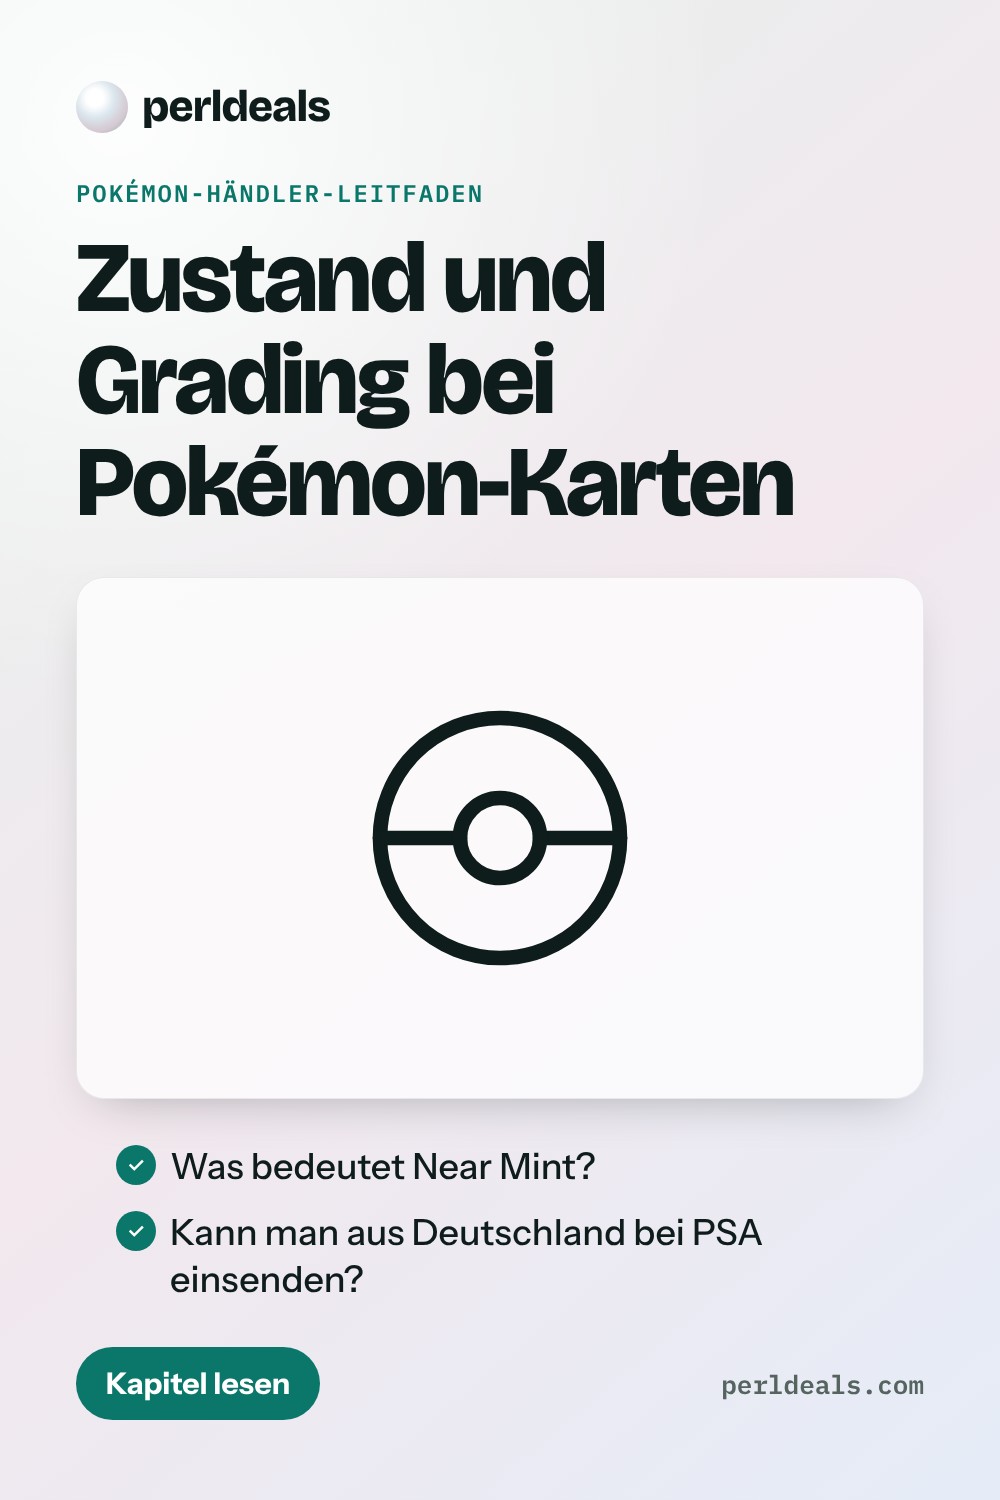 perldeals
POKÉMON-HÄNDLER-LEITFADEN
Zustand und
Grading bei
Pokémon-Karten
Was bedeutet Near Mint?
Kann man aus Deutschland bei PSA
einsenden?
Kapitel lesen
perldeals.com